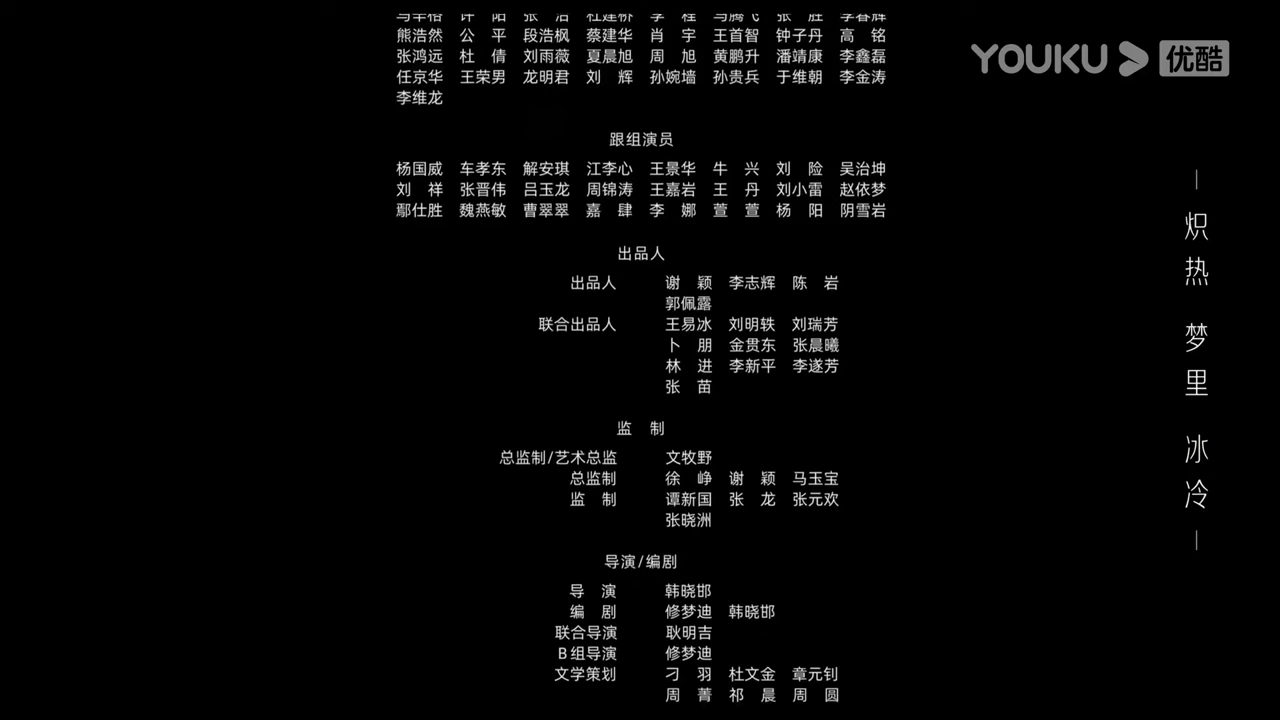 YOUKU 优酷
熊浩然 公 平 段浩枫 蔡建华 肖 宇 王首智 钟子丹 高 铭
张鸿远 杜 倩 刘雨薇 夏晨旭 周 旭 黄鹏升 潘靖康 李鑫磊
任京华 王荣男 龙明君 刘 辉 孙婉墙 孙贵兵 于维朝 李金涛
李维龙
跟组演员
杨国威 车孝东 解安琪 江李心 王景华 牛 兴 刘 险 吴治坤
刘 祥 张晋伟 吕玉龙 周锦涛 王嘉岩 王 丹 刘小雷 赵依梦
鄢仕胜 魏燕敏 曹翠翠 嘉 肆 李 娜 萱 萱 杨 阳 阴雪岩
出品人
出品人 谢 颖 李志辉 陈 岩
郭佩露
联合出品人 王易冰 刘明轶 刘瑞芳
卜 朋 金贯东 张晨曦
林 进 李新平 李遂芳
张 苗
监 制
总监制/艺术总监 文牧野
总监制 徐 峥 谢 颖 马玉宝
监 制 谭新国 张 龙 张元欢
张晓洲
导演/编剧
导 演 韩晓邯
编 剧 修梦迪 韩晓邯
联合导演 耿明吉
B组导演 修梦迪
文学策划 刁 羽 杜文金 章元钊
周 菁 祁 晨 周 圆
炽热 梦里 冰冷